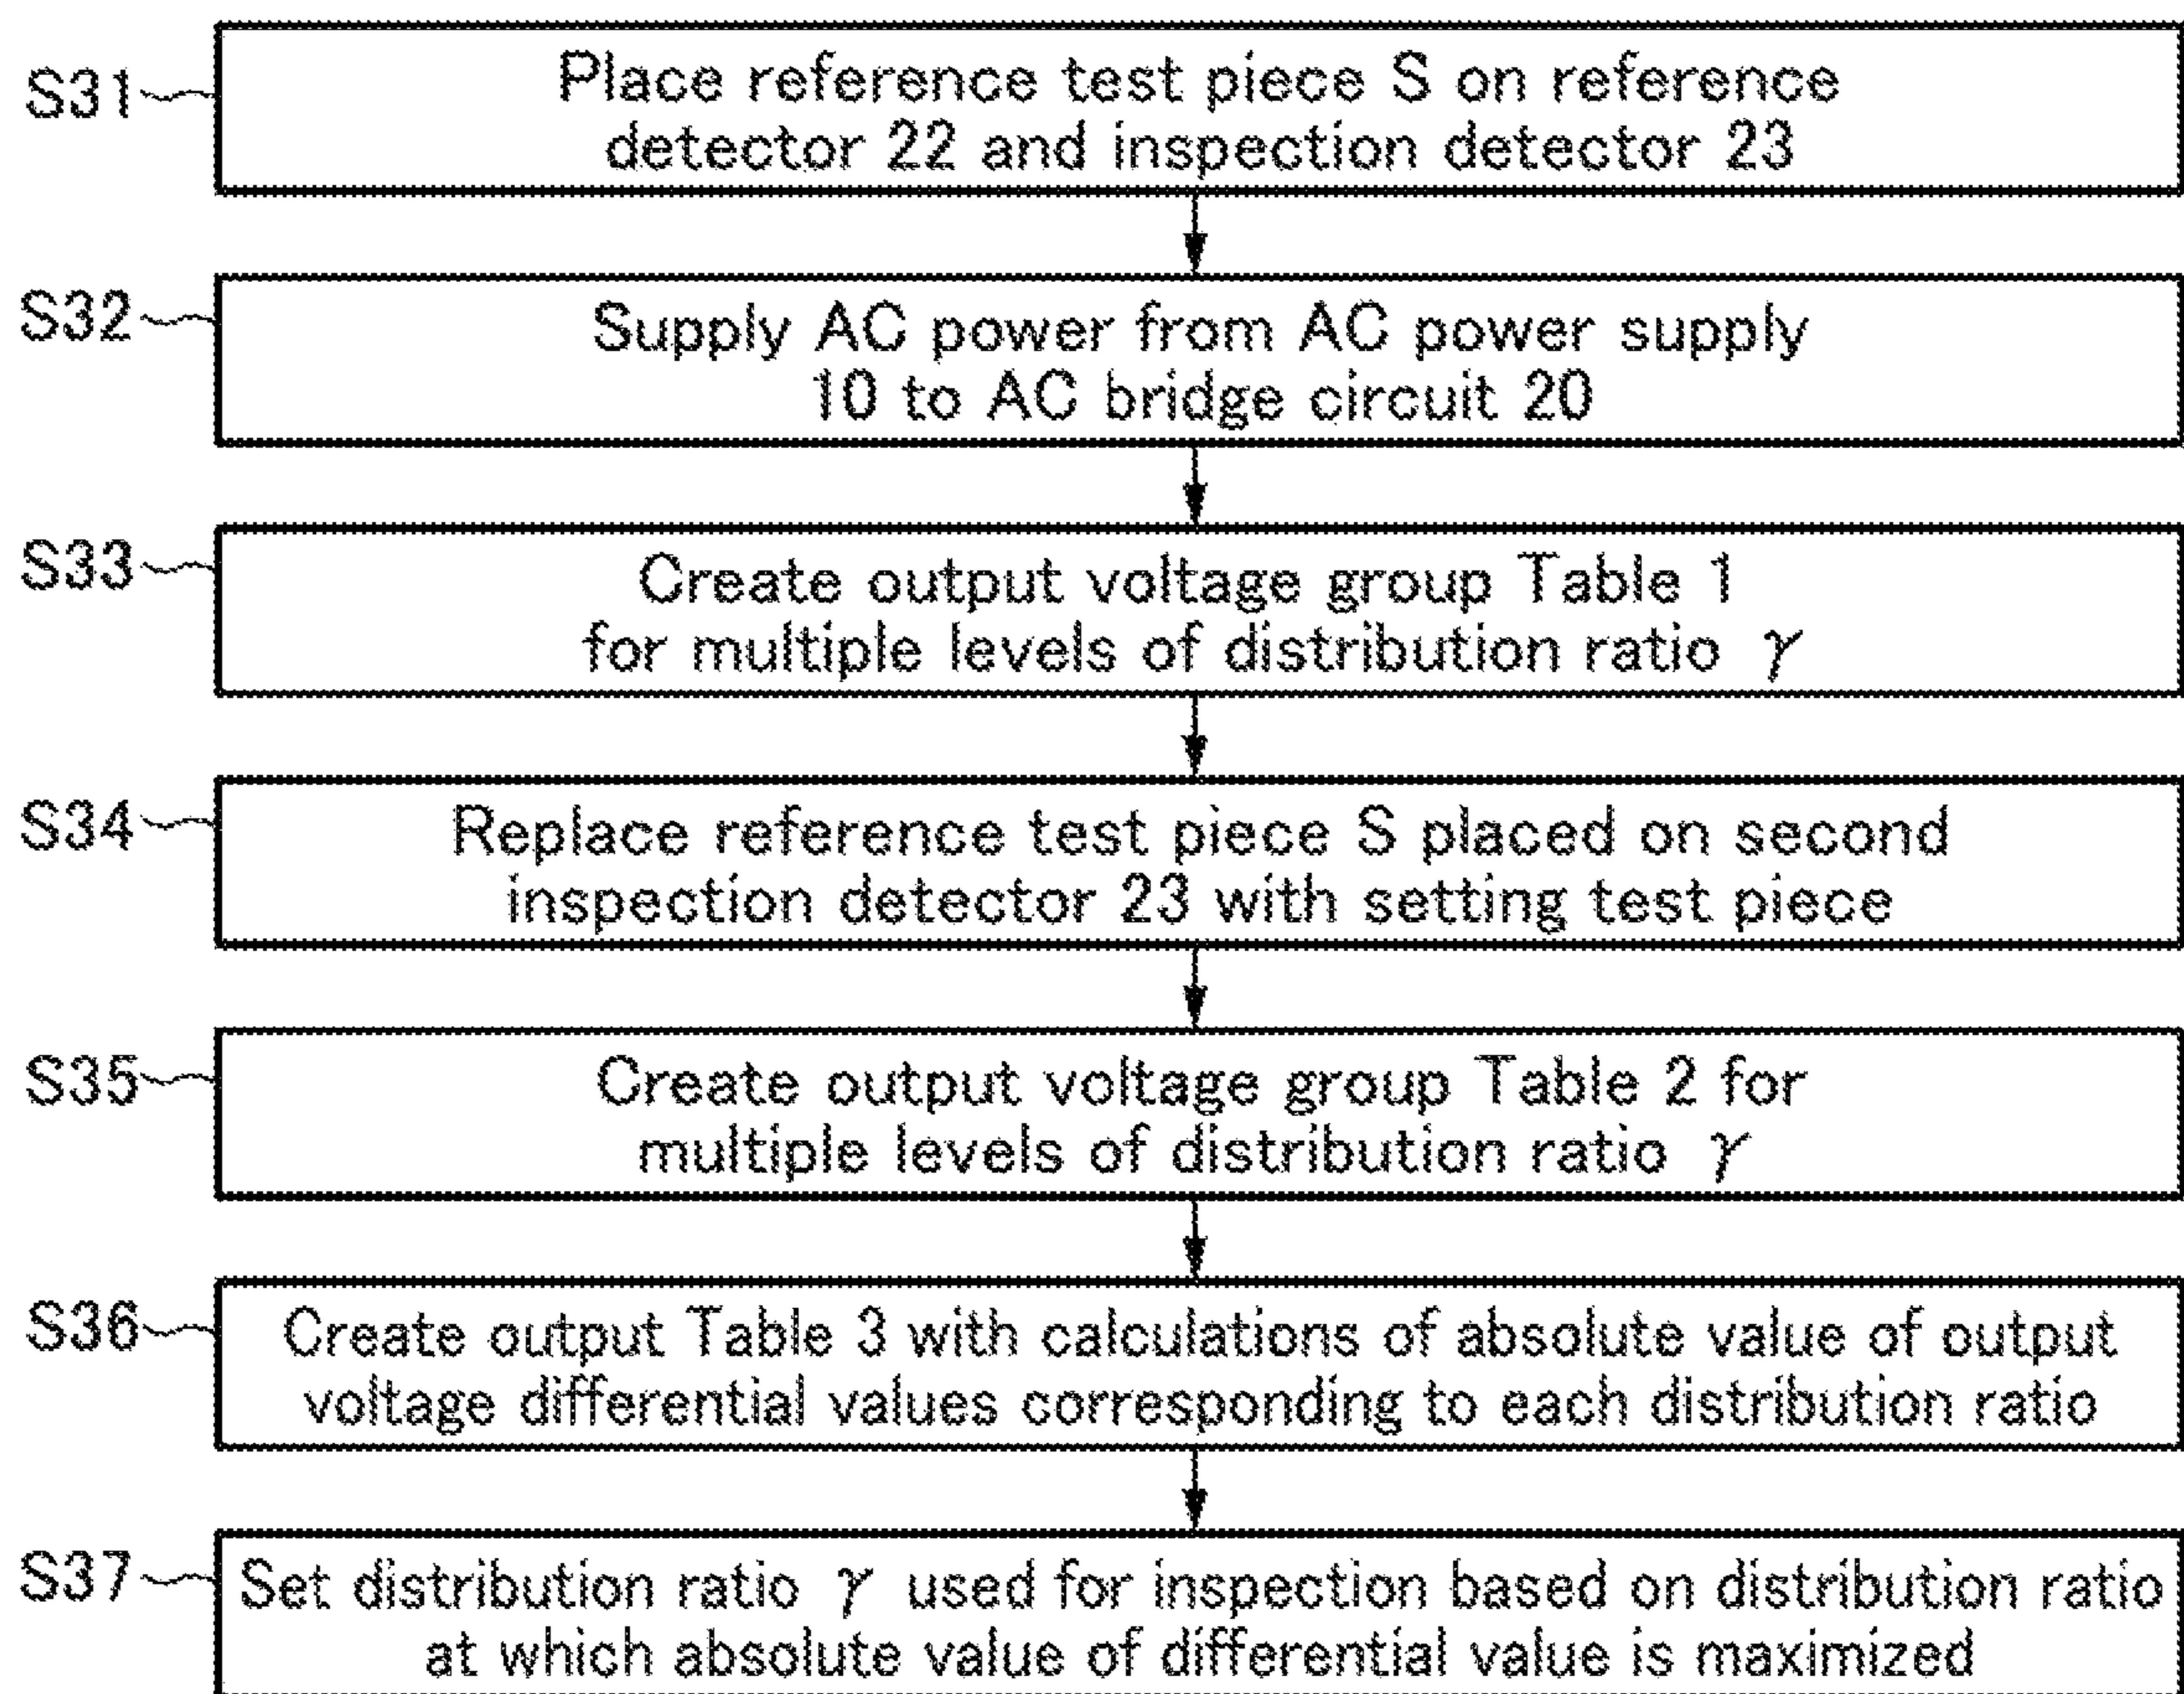 S31
Place reference test piece S on reference
detector 22 and inspection detector 23
S32
Supply AC power from AC power supply
10 to AC bridge circuit 20
S33
Create output voltage group Table 1
for multiple levels of distribution ratio γ
S34
Replace reference test piece S placed on second
inspection detector 23 with setting test piece
S35
Create output voltage group Table 2 for
multiple levels of distribution ratio γ
S36
Create output Table 3 with calculations of absolute value of output
voltage differential values corresponding to each distribution ratio
S37
Set distribution ratio γ used for inspection based on distribution ratio
at which absolute value of differential value is maximized